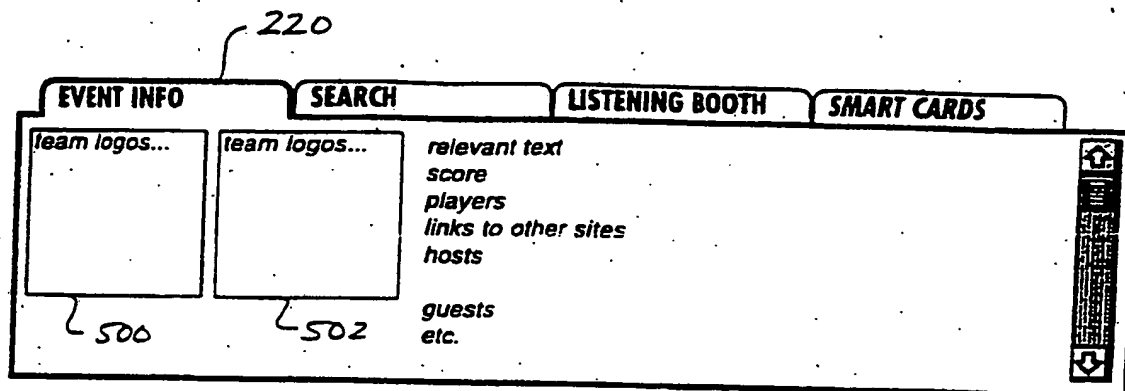 220
EVENT INFO SEARCH LISTENING BOOTH SMART CARDS
team logos... team logos... relevant text
score
players
links to other sites
hosts
guests
500 502 etc.